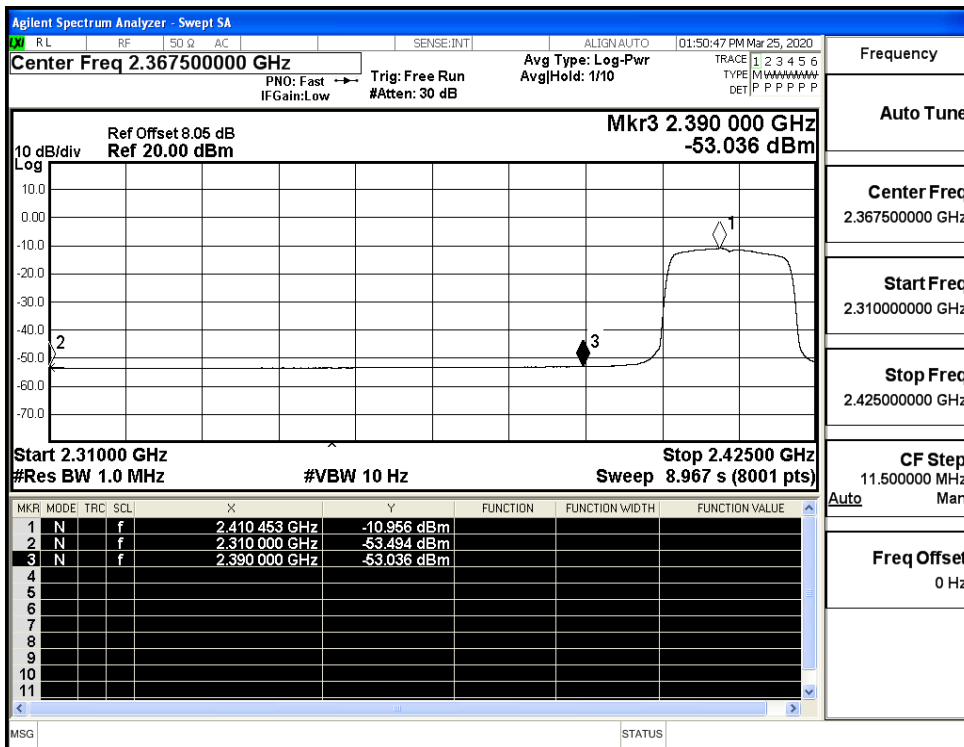 Agilent Spectrum Analyzer - Swept SA
LXI RL RF 50 Ω AC SENSE:INT ALIGNAUTO 01:50:47 PM Mar 25, 2020
Center Freq 2.367500000 GHz
PNO: Fast
IFGain:Low
Trig: Free Run
#Atten: 30 dB
Avg Type: Log-Pwr
Avg|Hold: 1/10
TRACE 1 2 3 4 5 6
TYPE M WWWWW
DET P P P P P P
Ref Offset 8.05 dB
10 dB/div Ref 20.00 dBm
Log
Mkr3 2.390 000 GHz
-53.036 dBm
10.0
0.00
-10.0
-20.0
-30.0
-40.0
-50.0
-60.0
-70.0
1
2
3
Start 2.31000 GHz Stop 2.42500 GHz
#Res BW 1.0 MHz #VBW 10 Hz Sweep 8.967 s (8001 pts)
MKR MODE TRC SCL X Y FUNCTION FUNCTION WIDTH FUNCTION VALUE
1 N f 2.410 453 GHz -10.956 dBm
2 N f 2.310 000 GHz -53.494 dBm
3 N f 2.390 000 GHz -53.036 dBm
4
5
6
7
8
9
10
11
MSG STATUS
Frequency
Auto Tune
Center Freq
2.367500000 GHz
Start Freq
2.310000000 GHz
Stop Freq
2.425000000 GHz
CF Step
11.500000 MHz
Auto Man
Freq Offset
0 Hz